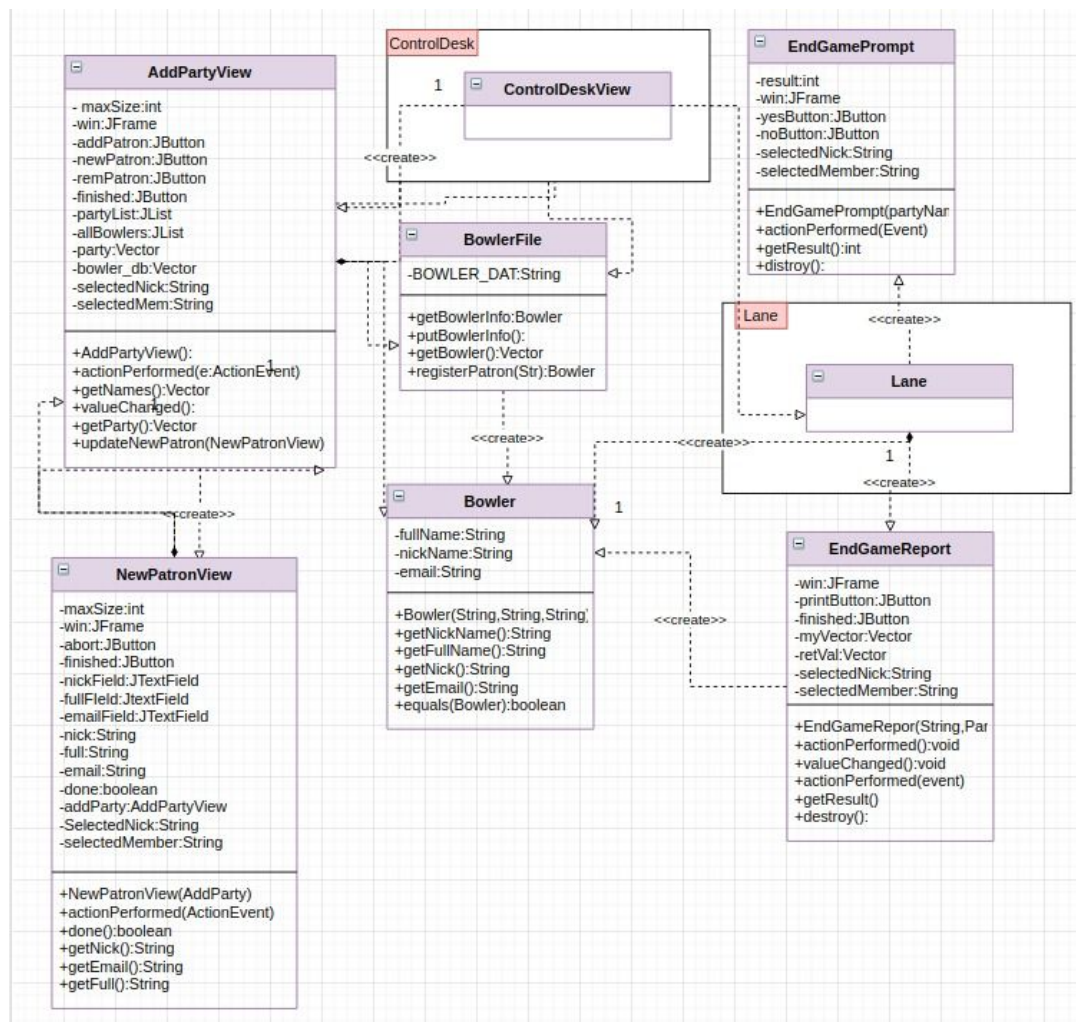 AddPartyView
- maxSize:int
-win:JFrame
-addPatron:JButton
-newPatron:JButton
-remPatron:JButton
-finished:JButton
-partyList:JList
-allBowlers:JList
-party:Vector
-bowler_db:Vector
-selectedNick:String
-selectedMem:String
+AddPartyView():
+actionPerformed(e:ActionEvent)
+getNames():Vector
+valueChanged():
+getParty():Vector
+updateNewPatron(NewPatronView)
1
1
ControlDesk
1
ControlDeskView
<<create>>
BowlerFile
-BOWLER_DAT:String
+getBowlerInfo:Bowler
+putBowlerInfo():
+getBowler():Vector
+registerPatron(Str):Bowler
<<create>>
EndGamePrompt
-result:int
-win:JFrame
-yesButton:JButton
-noButton:JButton
-selectedNick:String
-selectedMember:String
+EndGamePrompt(partyNar
+actionPerformed(Event)
+getResult():int
+distroy():
<<create>>
Lane
Lane
<<create>>
1
<<create>>
<<create>>
NewPatronView
-maxSize:int
-win:JFrame
-abort:JButton
-finished:JButton
-nickField:JTextField
-fullFIeld:JtextField
-emailField:JTextField
-nick:String
-full:String
-email:String
-done:boolean
-addParty:AddPartyView
-SelectedNick:String
-selectedMember:String
+NewPatronView(AddParty)
+actionPerformed(ActionEvent)
+done():boolean
+getNick():String
+getEmail():String
+getFull():String
Bowler
1
-fullName:String
-nickName:String
-email:String
+Bowler(String,String,String)
+getNickName():String
+getFullName():String
+getNick():String
+getEmail():String
+equals(Bowler):boolean
<<create>>
EndGameReport
-win:JFrame
-printButton:JButton
-finished:JButton
-myVector:Vector
-retVal:Vector
-selectedNick:String
-selectedMember:String
+EndGameRepor(String,Par
+actionPerformed():void
+valueChanged():void
+actionPerformed(event)
+getResult()
+destroy():